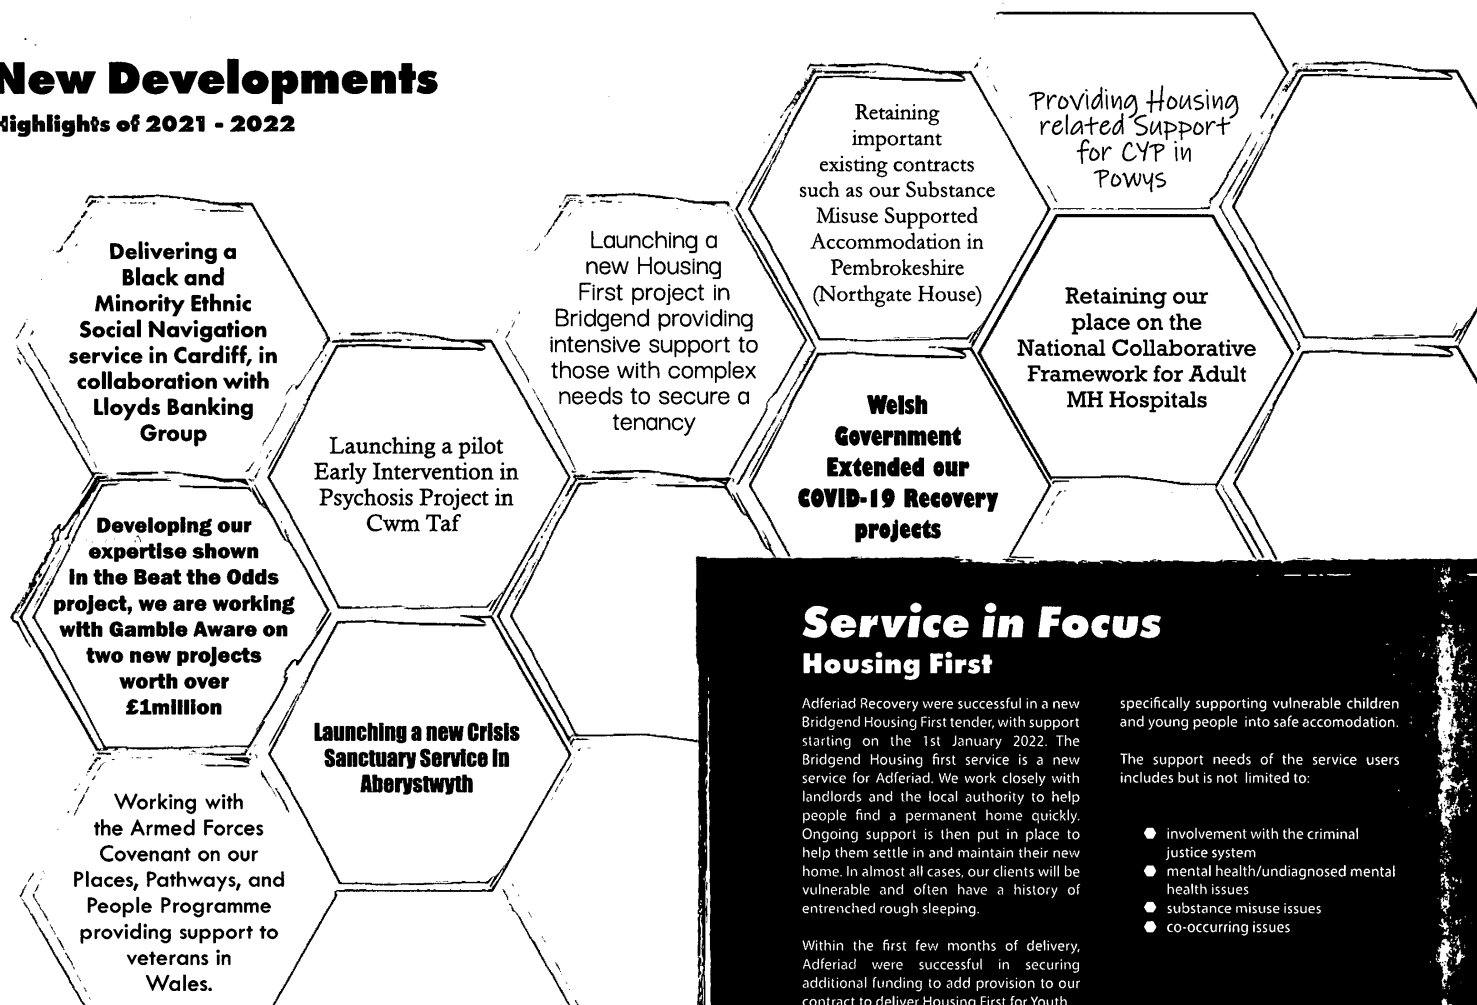 New Developments
Highlights of 2021 - 2022
Delivering a
Black and
Minority Ethnic
Social Navigation
service in Cardiff, in
collaboration with
Lloyds Banking
Group
Developing our
expertise shown
in the Beat the Odds
project, we are working
with Gamble Aware on
two new projects
worth over
£1million
Working with
the Armed Forces
Covenant on our
Places, Pathways, and
People Programme
providing support to
veterans in
Wales.
Launching a pilot
Early Intervention in
Psychosis Project in
Cwm Taf
Launching a new Crisis
Sanctuary Service in
Aberystwyth
Launching a
new Housing
First project in
Bridgend providing
intensive support to
those with complex
needs to secure a
tenancy
Retaining
important
existing contracts
such as our Substance
Misuse Supported
Accommodation in
Pembrokeshire
(Northgate House)
Welsh
Government
Extended our
COVID-19 Recovery
projects
Providing Housing
related Support
for CYP in
Powys
Retaining our
place on the
National Collaborative
Framework for Adult
MH Hospitals
Service in Focus
Housing First
Adferiad Recovery were successful in a new
Bridgend Housing First tender, with support
starting on the 1st January 2022. The
Bridgend Housing first service is a new
service for Adferiad. We work closely with
landlords and the local authority to help
people find a permanent home quickly.
Ongoing support is then put in place to
help them settle in and maintain their new
home. In almost all cases, our clients will be
vulnerable and often have a history of
entrenched rough sleeping.
Within the first few months of delivery,
Adferiad were successful in securing
additional funding to add provision to our
contract to deliver Housing First for Youth
specifically supporting vulnerable children
and young people into safe accomodation.
The support needs of the service users
includes but is not limited to:
involvement with the criminal
justice system
mental health/undiagnosed mental
health issues
substance misuse issues
co-occurring issues